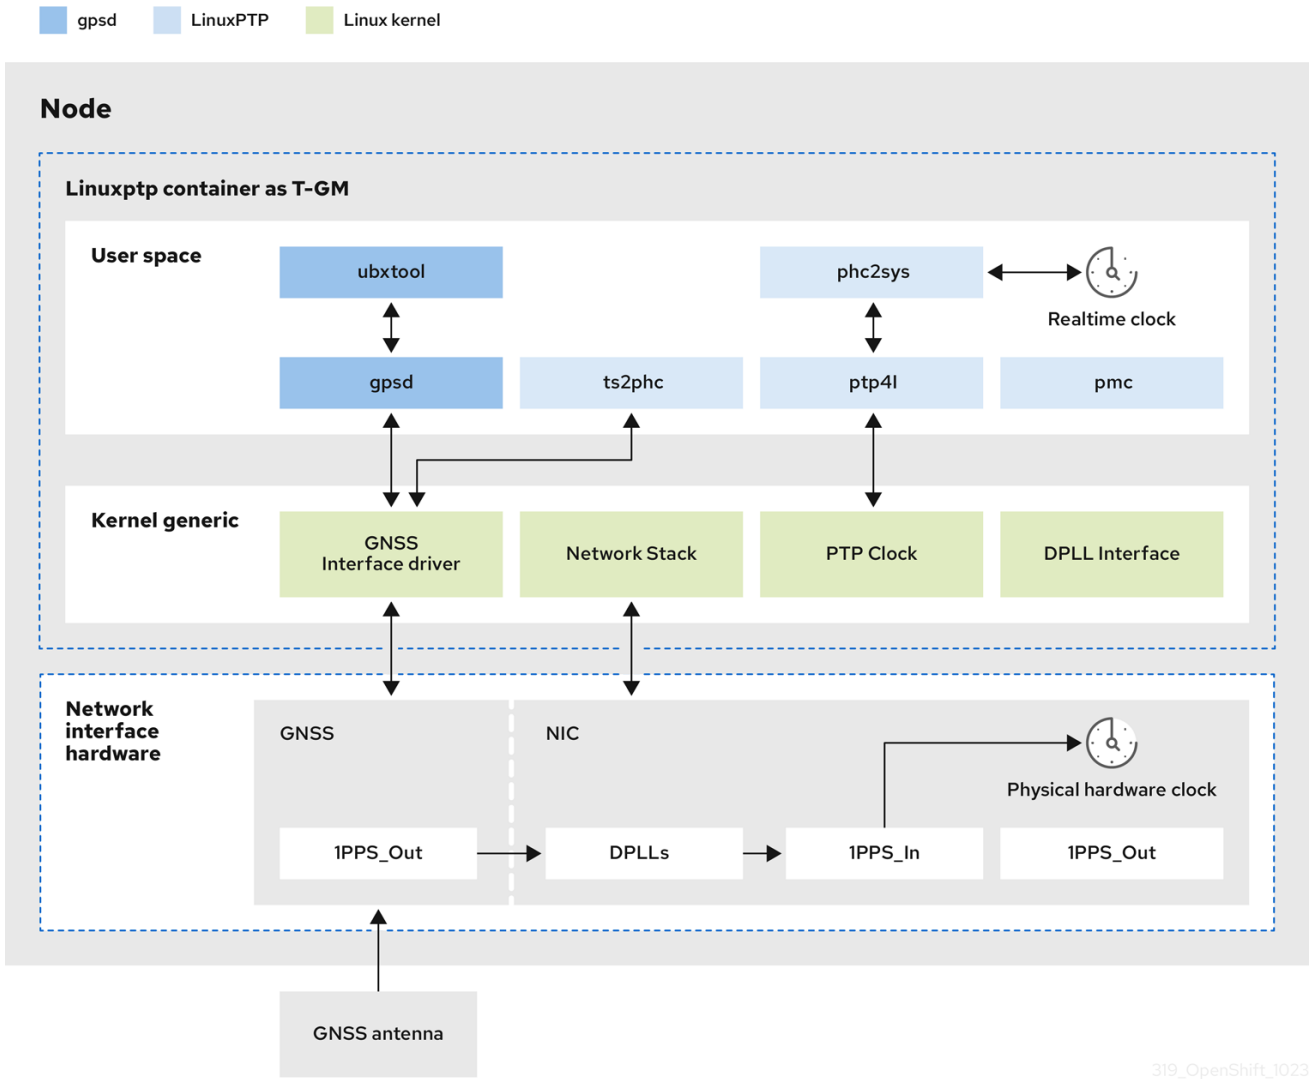 gpsd
LinuxPTP
Linux kernel
Node
Linuxptp container as T-GM
User space
ubxtool
phc2sys
Realtime clock
gpsd
ts2phc
ptp4l
pmc
Kernel generic
GNSS
Interface driver
Network Stack
PTP Clock
DPLL Interface
Network
interface
hardware
GNSS
NIC
Physical hardware clock
1PPS_Out
DPLLs
1PPS_In
1PPS_Out
GNSS antenna
319_OpenShift_1023